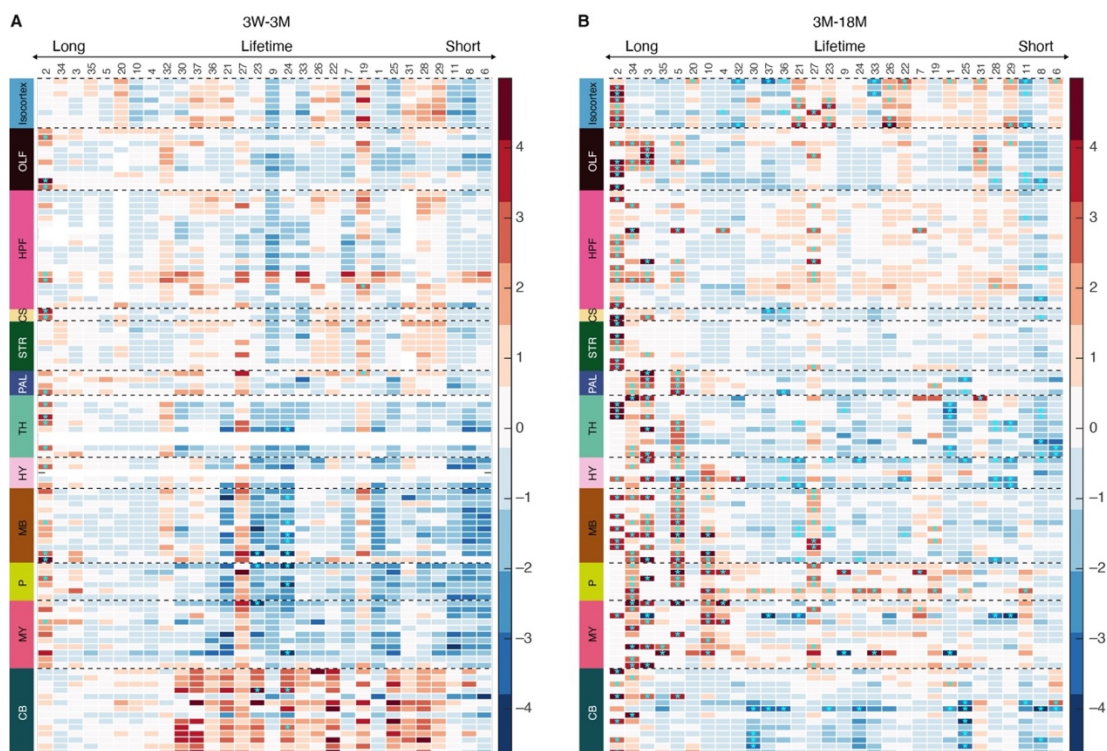 A
3W-3M
Long Lifetime Short
2 34 3 35 5 20 10 4 32 30 37 36 21 27 23 9 24 33 26 22 7 19 1 25 31 28 29 11 8 6
Isocortex
OLF
HPF
CS
STR
PAL
TH
HY
MB
P
MY
CB
4
3
2
1
0
−1
−2
−3
−4
B
3M-18M
Long Lifetime Short
2 34 3 35 5 20 10 4 32 30 37 36 21 27 23 9 24 33 26 22 7 19 1 25 31 28 29 11 8 6
Isocortex
OLF
HPF
CS
STR
PAL
TH
HY
MB
P
MY
CB
4
3
2
1
0
−1
−2
−3
−4